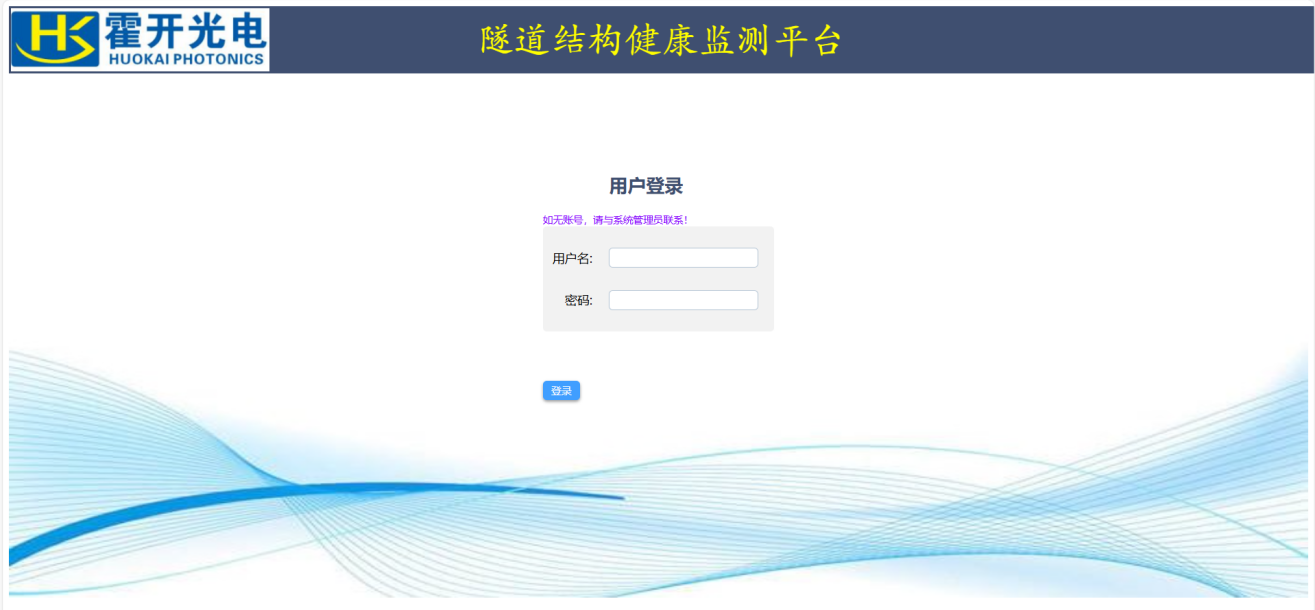 HK 霍开光电
HUOKAI PHOTONICS
隧道结构健康监测平台
用户登录
如无账号，请与系统管理员联系！
用户名:
密码:
登录